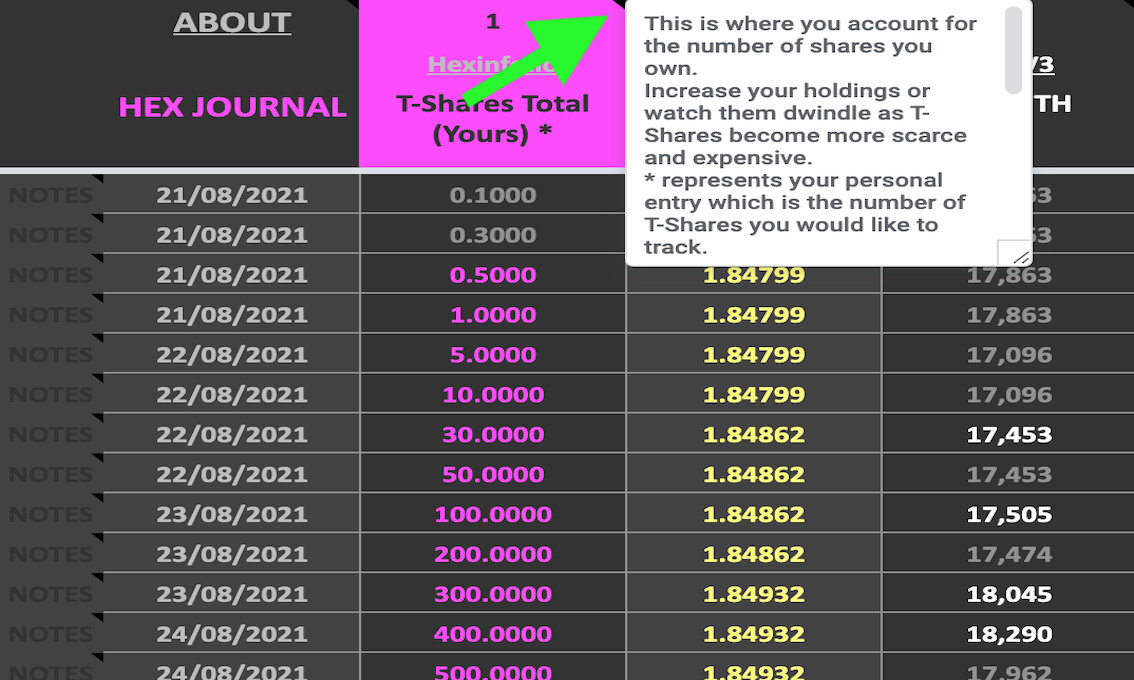 ABOUT
1
HEX JOURNAL
T-Shares Total
(Yours) *
This is where you account for
the number of shares you
own.
Increase your holdings or
watch them dwindle as T-
Shares become more scarce
and expensive.
* represents your personal
entry which is the number of
T-Shares you would like to
track.
/3
TH
NOTES 21/08/2021 0.1000
NOTES 21/08/2021 0.3000
NOTES 21/08/2021 0.5000 1.84799 17,863
NOTES 21/08/2021 1.0000 1.84799 17,863
NOTES 22/08/2021 5.0000 1.84799 17,096
NOTES 22/08/2021 10.0000 1.84799 17,096
NOTES 22/08/2021 30.0000 1.84862 17,453
NOTES 22/08/2021 50.0000 1.84862 17,453
NOTES 23/08/2021 100.0000 1.84862 17,505
NOTES 23/08/2021 200.0000 1.84862 17,474
NOTES 23/08/2021 300.0000 1.84932 18,045
NOTES 24/08/2021 400.0000 1.84932 18,290
NOTES 24/08/2021 500.0000 1.84932 17,962